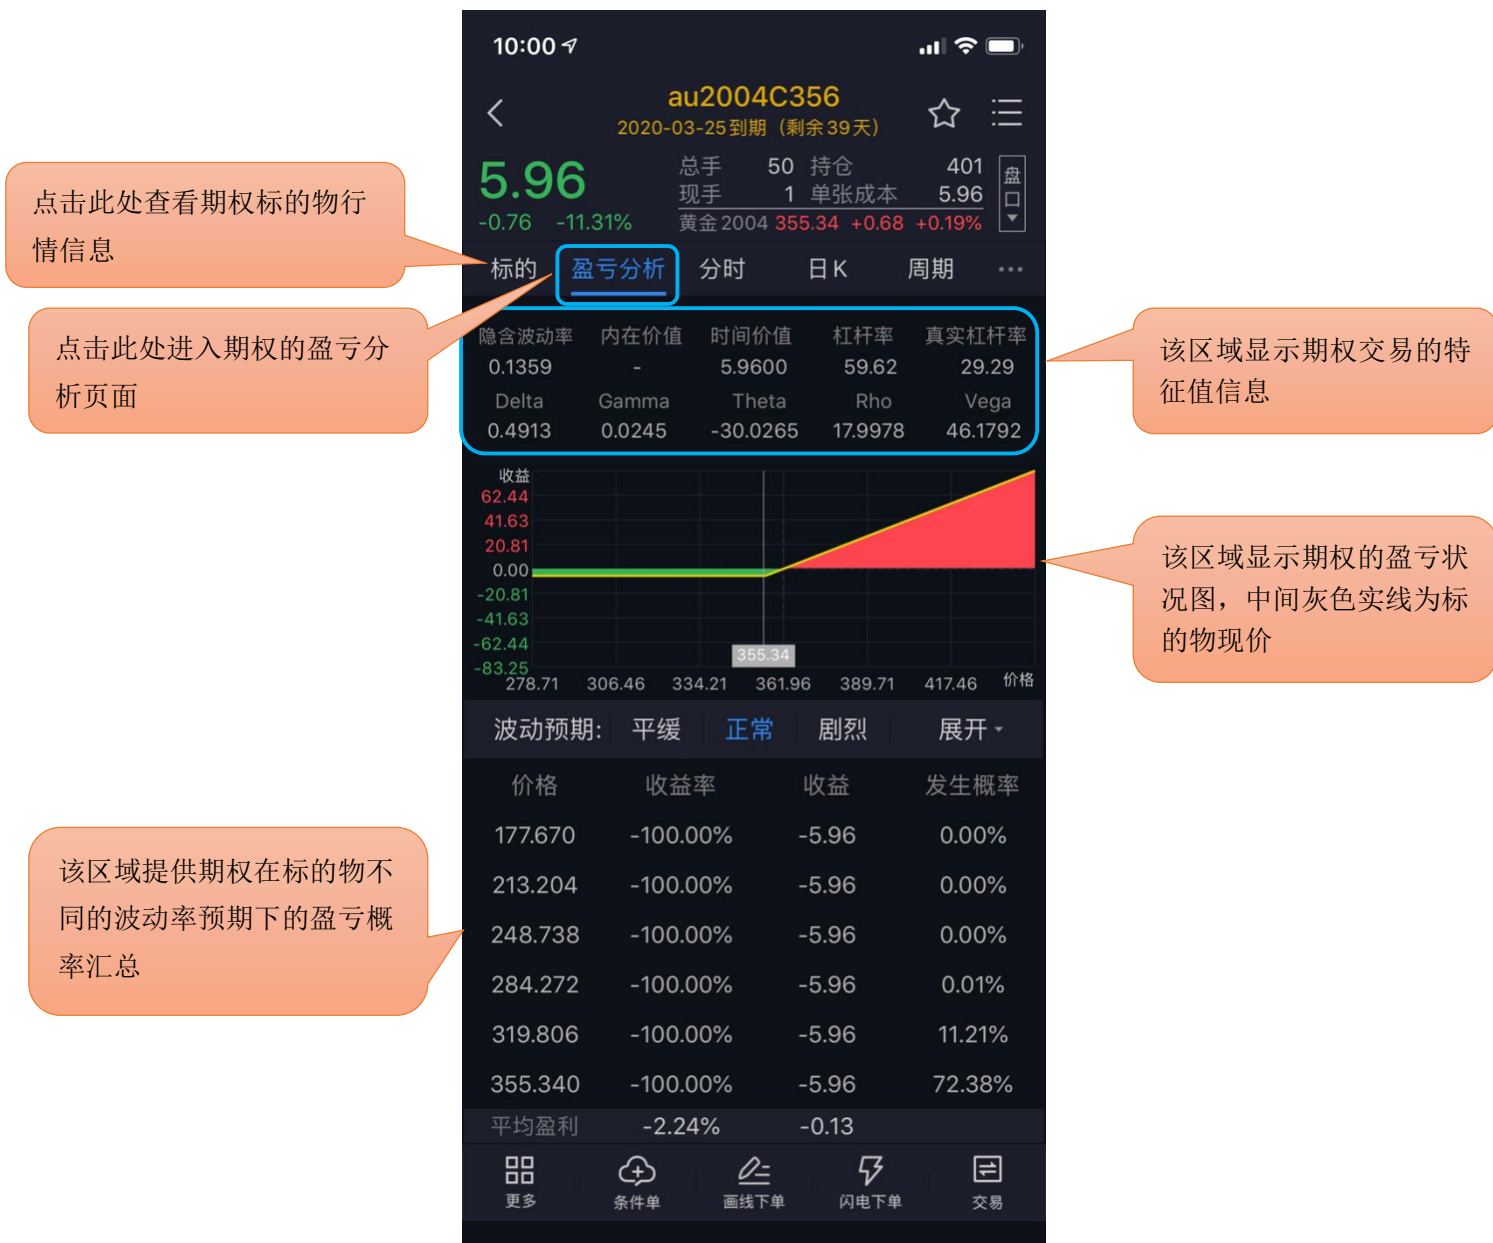 10:00
au2004C356
2020-03-25到期（剩余39天）
5.96
-0.76 -11.31%
总手 50 持仓 401
现手 1 单张成本 5.96
黄金2004 355.34 +0.68 +0.19%
盘口
标的 盈亏分析 分时 日K 周期 ...
隐含波动率 内在价值 时间价值 杠杆率 真实杠杆率
0.1359 - 5.9600 59.62 29.29
Delta Gamma Theta Rho Vega
0.4913 0.0245 -30.0265 17.9978 46.1792
收益
62.44
41.63
20.81
0.00
-20.81
-41.63
-62.44
-83.25
355.34
278.71 306.46 334.21 361.96 389.71 417.46 价格
波动预期: 平缓 正常 剧烈 展开
价格 收益率 收益 发生概率
177.670 -100.00% -5.96 0.00%
213.204 -100.00% -5.96 0.00%
248.738 -100.00% -5.96 0.00%
284.272 -100.00% -5.96 0.01%
319.806 -100.00% -5.96 11.21%
355.340 -100.00% -5.96 72.38%
平均盈利 -2.24% -0.13
更多 条件单 画线下单 闪电下单 交易
点击此处查看期权标的物行
情信息
点击此处进入期权的盈亏分
析页面
该区域提供期权在标的物不
同的波动率预期下的盈亏概
率汇总
该区域显示期权交易的特
征值信息
该区域显示期权的盈亏状
况图，中间灰色实线为标
的物现价